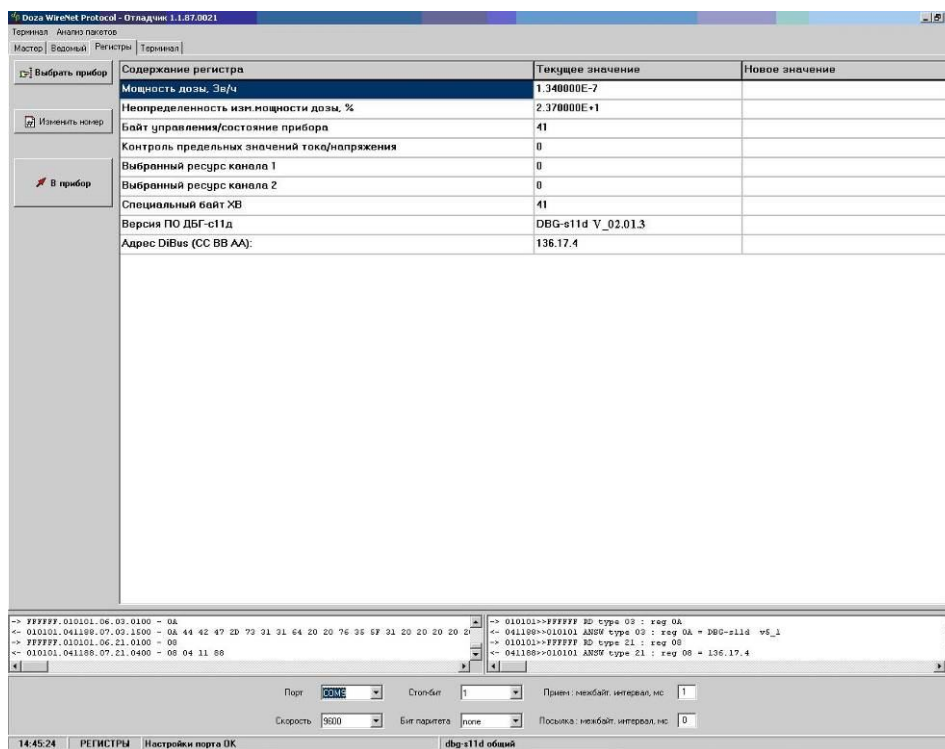 Doza WireNet Protocol - Отладчик 1.1.87.0021
Терминал Анализ пакетов
Мастер Ведомый Регистры Терминал
Выбрать прибор
Изменить номер
В прибор
Содержание регистра Текущее значение Новое значение
Мощность дозы, Зв/ч 1.340000E-7
Неопределенность изм.мощности дозы, % 2.370000E+1
Байт управления/состояние прибора 41
Контроль предельных значений тока/напряжения 0
Выбранный ресурс канала 1 0
Выбранный ресурс канала 2 0
Специальный байт ХВ 41
Версия ПО ДБГ-с11д DBG-s11d V_02.01.3
Адрес DiBus (CC BB AA): 136.17.4
-> FFFFFF.010101.06.03.0100 - 0A
<- 010101.041188.07.03.1500 - 0A 44 42 47 2D 73 31 31 64 20 20 76 35 5F 31 20 20 20 20 2
-> FFFFFF.010101.06.21.0100 - 08
<- 010101.041188.07.21.0400 - 08 04 11 88
-> 010101>>FFFFFF RD type 03 : reg 0A
<- 041188>>010101 ANSW type 03 : reg 0A = DBG-s11d v5_1
-> 010101>>FFFFFF RD type 21 : reg 08
<- 041188>>010101 ANSW type 21 : reg 08 = 136.17.4
Порт COM9 Стоп-бит 1 Прием : межбайт. интервал, мс 1
Скорость 9600 Бит паритета none Посылка : межбайт. интервал, мс 0
14:45:24 РЕГИСТРЫ Настройки порта OK dbg-s11d общий